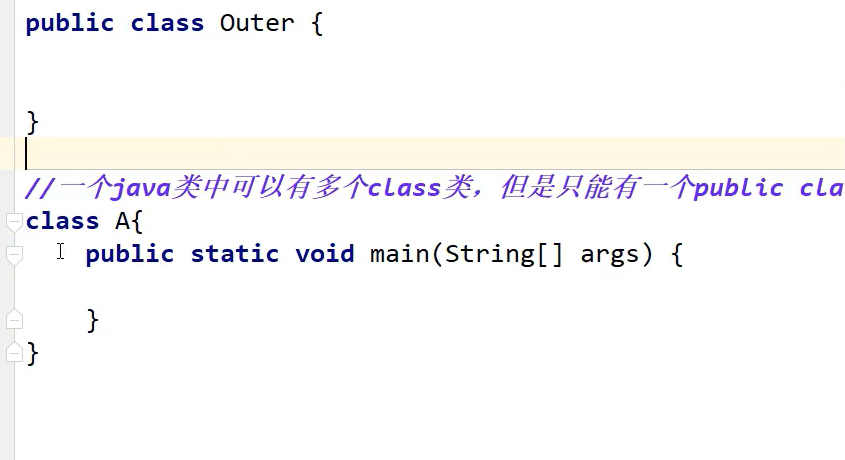 public class Outer {
}
//一个java类中可以有多个class类，但是只能有一个public cla
class A{
public static void main(String[] args) {
}
}